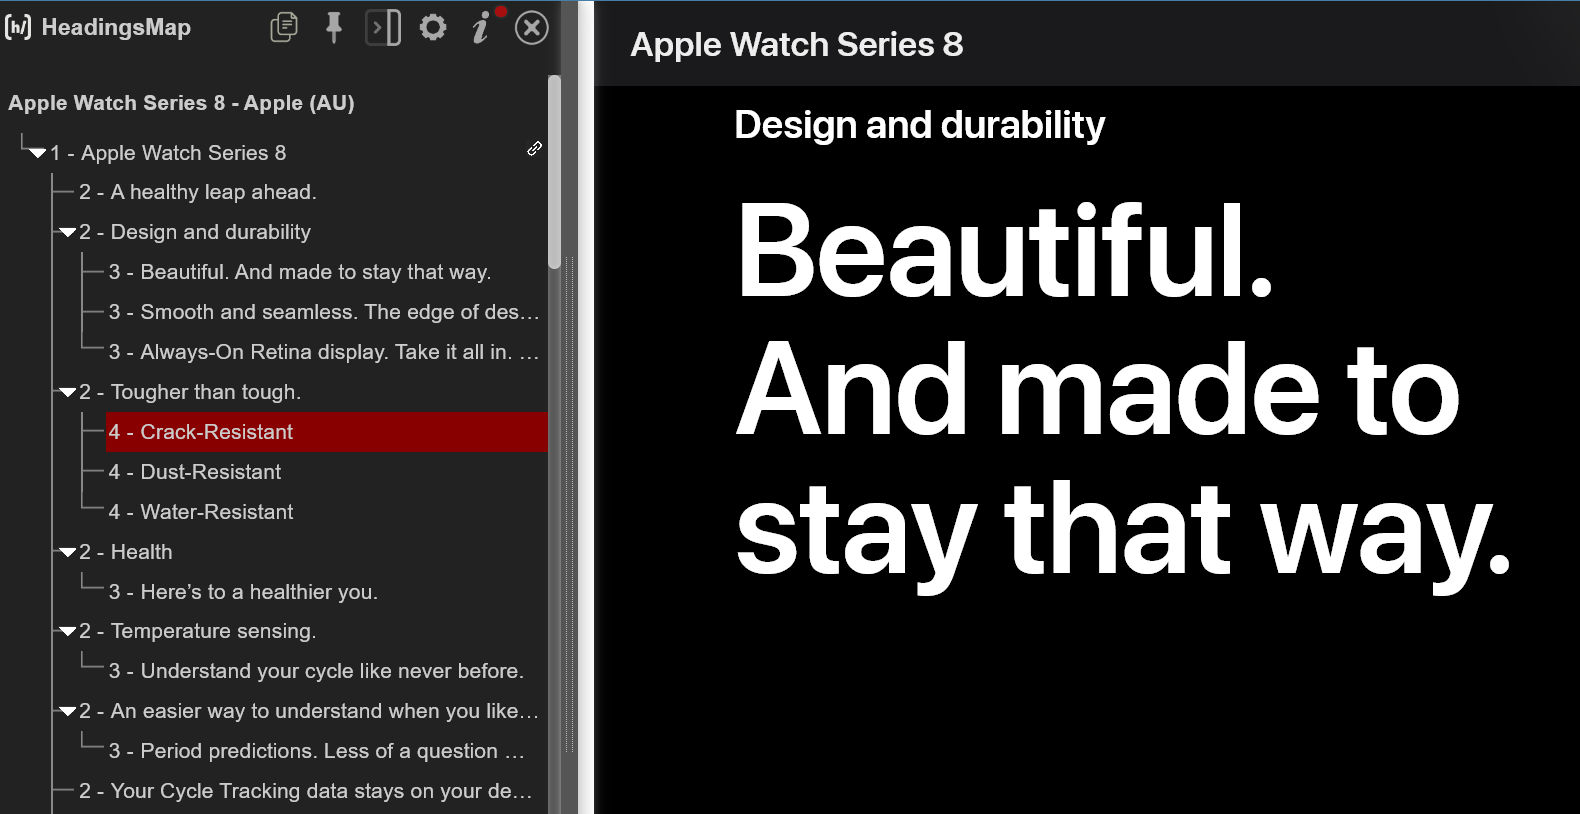 [h/] HeadingsMap
Apple Watch Series 8 - Apple (AU)
1 - Apple Watch Series 8
2 - A healthy leap ahead.
2 - Design and durability
3 - Beautiful. And made to stay that way.
3 - Smooth and seamless. The edge of des...
3 - Always-On Retina display. Take it all in. ...
2 - Tougher than tough.
4 - Crack-Resistant
4 - Dust-Resistant
4 - Water-Resistant
2 - Health
3 - Here’s to a healthier you.
2 - Temperature sensing.
3 - Understand your cycle like never before.
2 - An easier way to understand when you like...
3 - Period predictions. Less of a question ...
2 - Your Cycle Tracking data stays on your de...
Apple Watch Series 8
Design and durability
Beautiful.
And made to
stay that way.